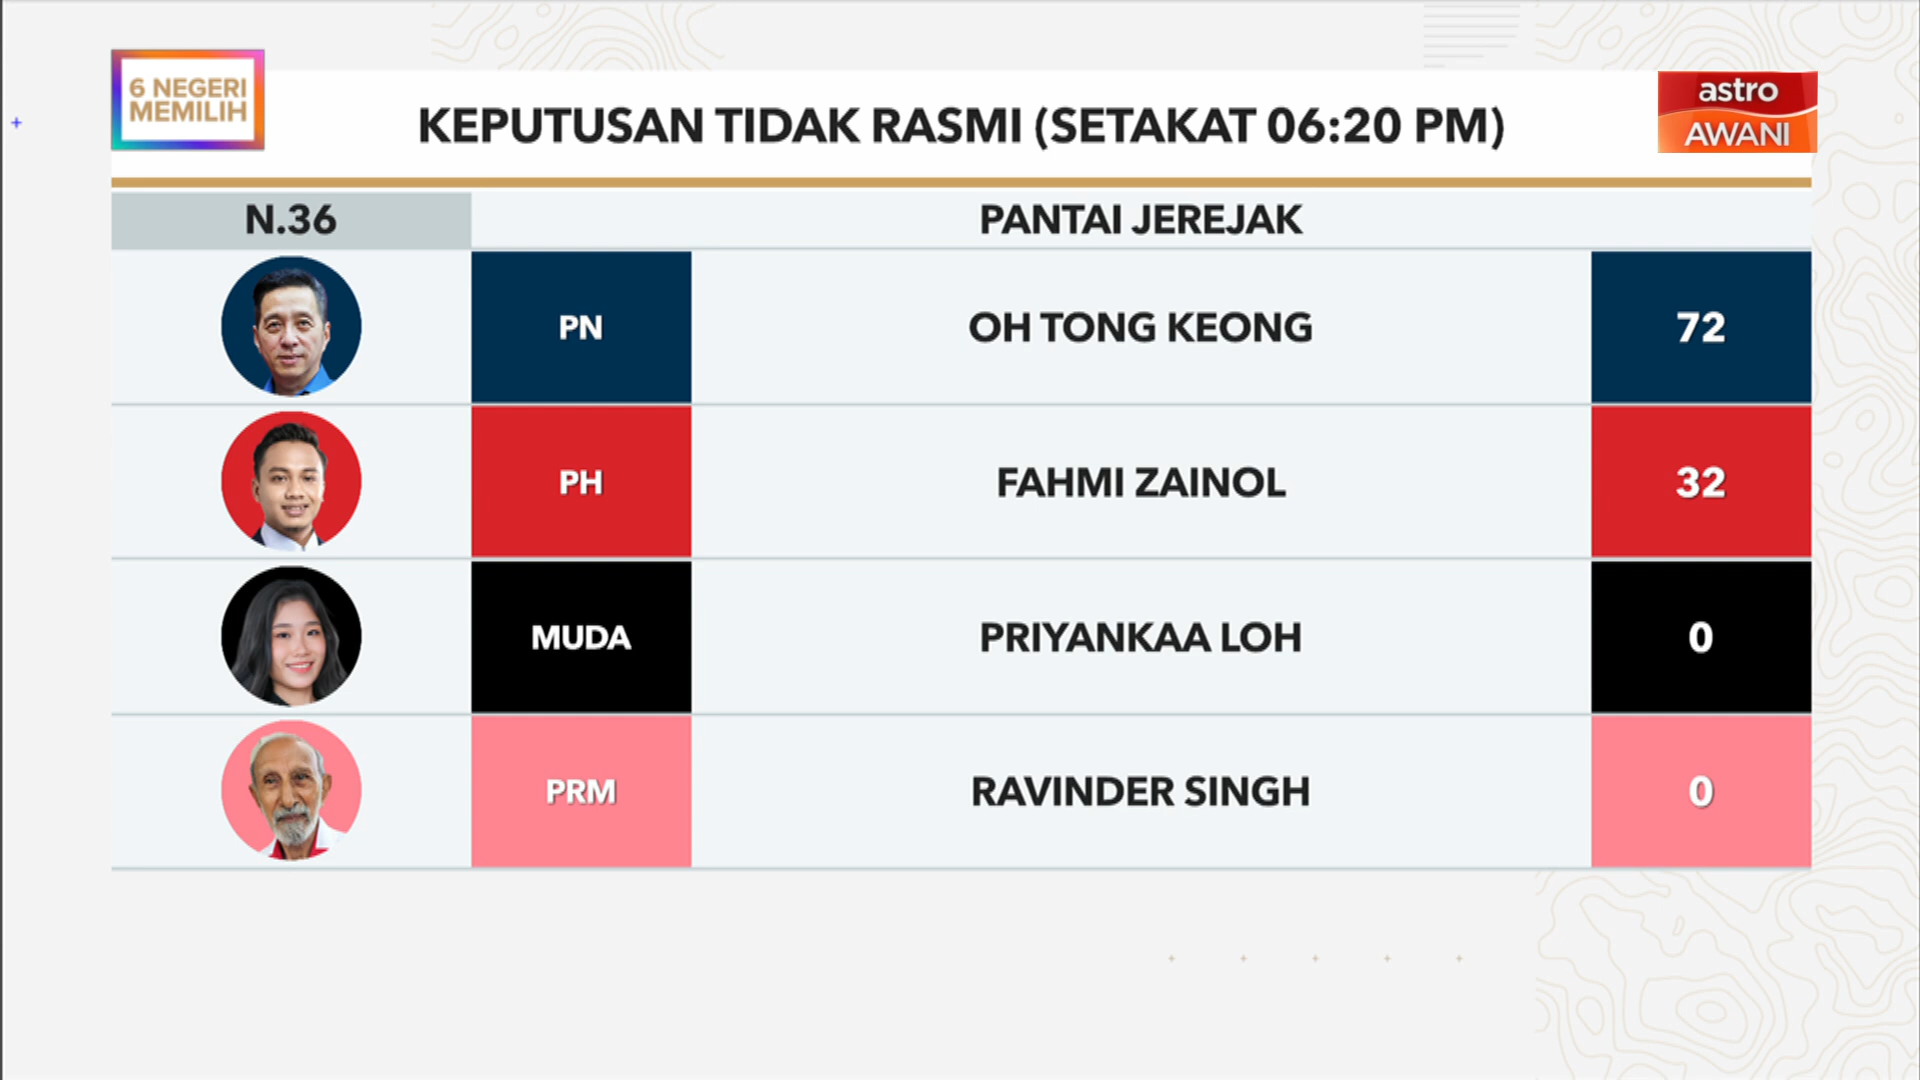 6 NEGERI
MEMILIH
KEPUTUSAN TIDAK RASMI (SETAKAT 06:20 PM)
astro
AWANI
N.36 PANTAI JEREJAK
PN OH TONG KEONG 72
PH FAHMI ZAINOL 32
MUDA PRIYANKAA LOH 0
PRM RAVINDER SINGH 0